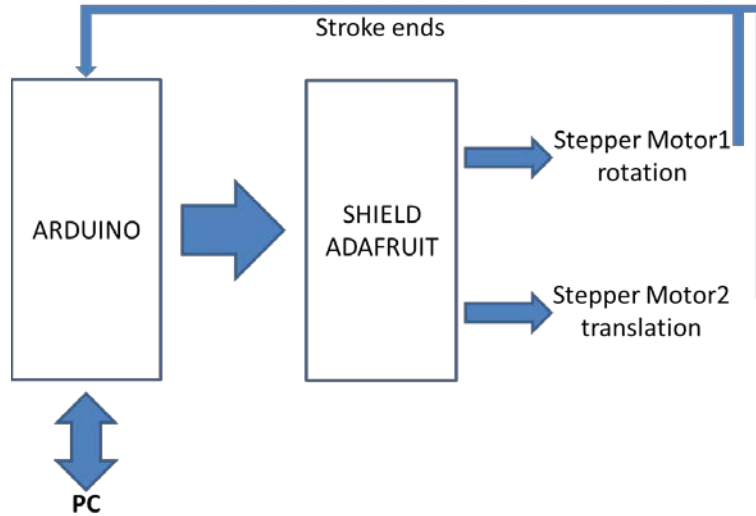 Stroke ends
ARDUINO
SHIELD
ADAFRUIT
Stepper Motor1
rotation
Stepper Motor2
translation
PC